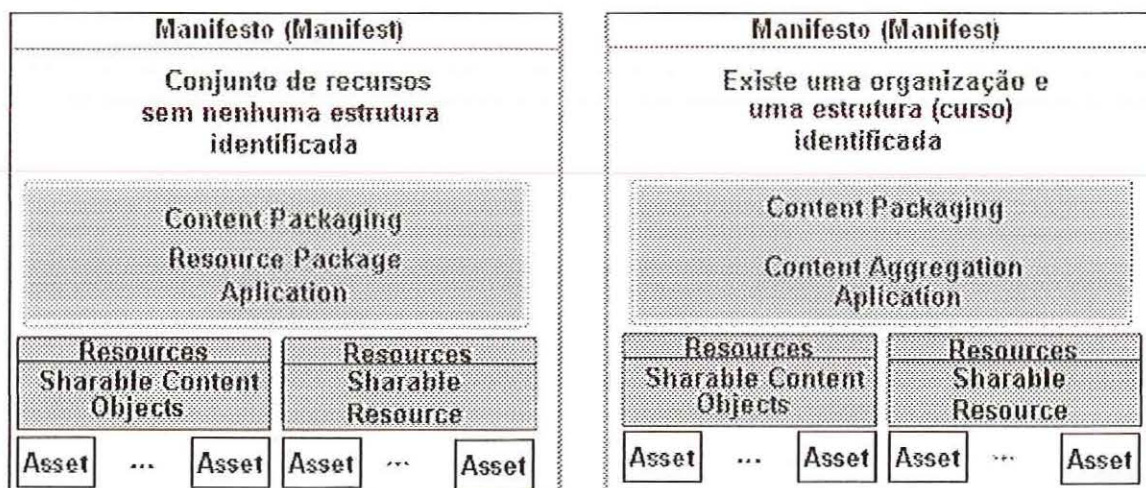 Manifesto (Manifest)
Conjunto de recursos
sem nenhuma estrutura
identificada
Content Packaging
Resource Package
Aplication
Resources
Sharable Content
Objects
Resources
Sharable
Resource
Asset ... Asset Asset ... Asset
Manifesto (Manifest)
Existe uma organização e
uma estrutura (curso)
identificada
Content Packaging
Content Aggregation
Aplication
Resources
Sharable Content
Objects
Resources
Sharable
Resource
Asset ... Asset Asset ... Asset